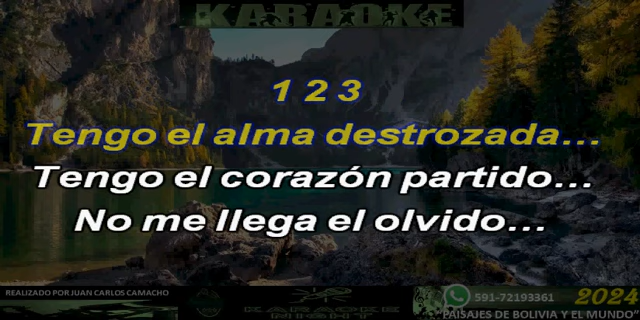 KARAOKE
1 2 3
Tengo el alma destrozada...
Tengo el corazón partido...
No me llega el olvido...
REALIZADO POR JUAN CARLOS CAMACHO
KARAOKE
591-72193361
2024
PAISAJES DE BOLIVIA Y EL MUNDO"